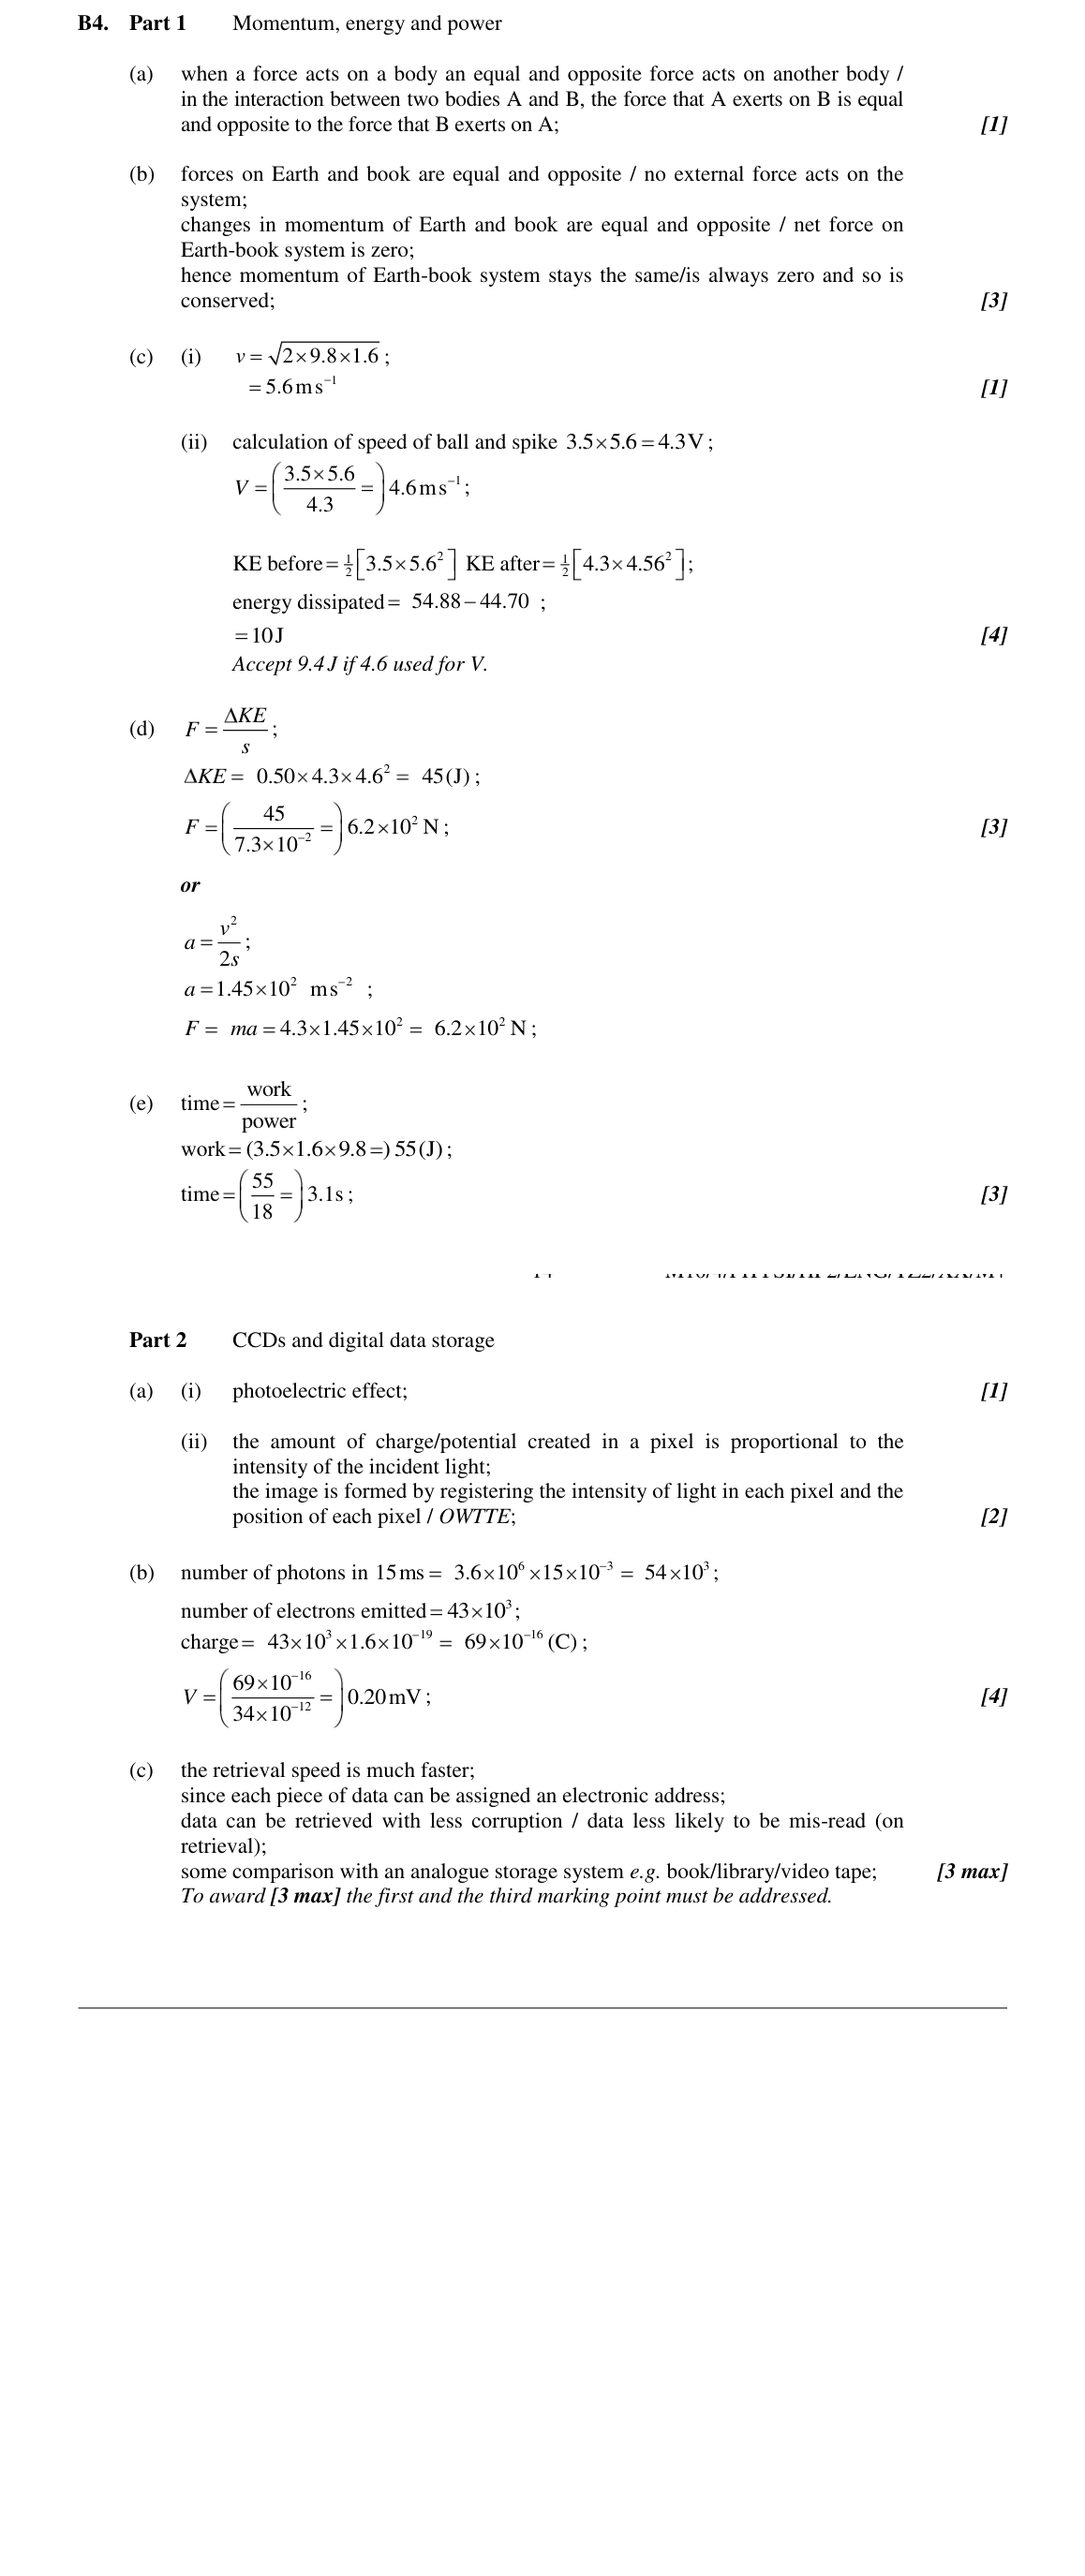 B4. Part 1 Momentum, energy and power
(a) when a force acts on a body an equal and opposite force acts on another body /
in the interaction between two bodies A and B, the force that A exerts on B is equal
and opposite to the force that B exerts on A; [1]
(b) forces on Earth and book are equal and opposite / no external force acts on the
system;
changes in momentum of Earth and book are equal and opposite / net force on
Earth-book system is zero;
hence momentum of Earth-book system stays the same/is always zero and so is
conserved; [3]
(c) (i) v = √(2×9.8×1.6) ;
= 5.6 m s⁻¹ [1]
(ii) calculation of speed of ball and spike 3.5×5.6 = 4.3V ;
V = (3.5×5.6 / 4.3 =) 4.6 m s⁻¹ ;
KE before = ½[3.5×5.6²] KE after = ½[4.3×4.56²] ;
energy dissipated = 54.88 − 44.70 ;
= 10 J [4]
Accept 9.4 J if 4.6 used for V.
(d) F = ΔKE / s ;
ΔKE = 0.50×4.3×4.6² = 45 (J) ;
F = (45 / 7.3×10⁻² =) 6.2×10² N ; [3]
or
a = v² / 2s ;
a = 1.45×10² m s⁻² ;
F = ma = 4.3×1.45×10² = 6.2×10² N ;
(e) time = work / power ;
work = (3.5×1.6×9.8 =) 55 (J) ;
time = (55 / 18 =) 3.1 s ; [3]
Part 2 CCDs and digital data storage
(a) (i) photoelectric effect; [1]
(ii) the amount of charge/potential created in a pixel is proportional to the
intensity of the incident light;
the image is formed by registering the intensity of light in each pixel and the
position of each pixel / OWTTE; [2]
(b) number of photons in 15 ms = 3.6×10⁶ ×15×10⁻³ = 54×10³ ;
number of electrons emitted = 43×10³ ;
charge = 43×10³ ×1.6×10⁻¹⁹ = 69×10⁻¹⁶ (C) ;
V = (69×10⁻¹⁶ / 34×10⁻¹² =) 0.20 mV ; [4]
(c) the retrieval speed is much faster;
since each piece of data can be assigned an electronic address;
data can be retrieved with less corruption / data less likely to be mis-read (on
retrieval);
some comparison with an analogue storage system e.g. book/library/video tape; [3 max]
To award [3 max] the first and the third marking point must be addressed.